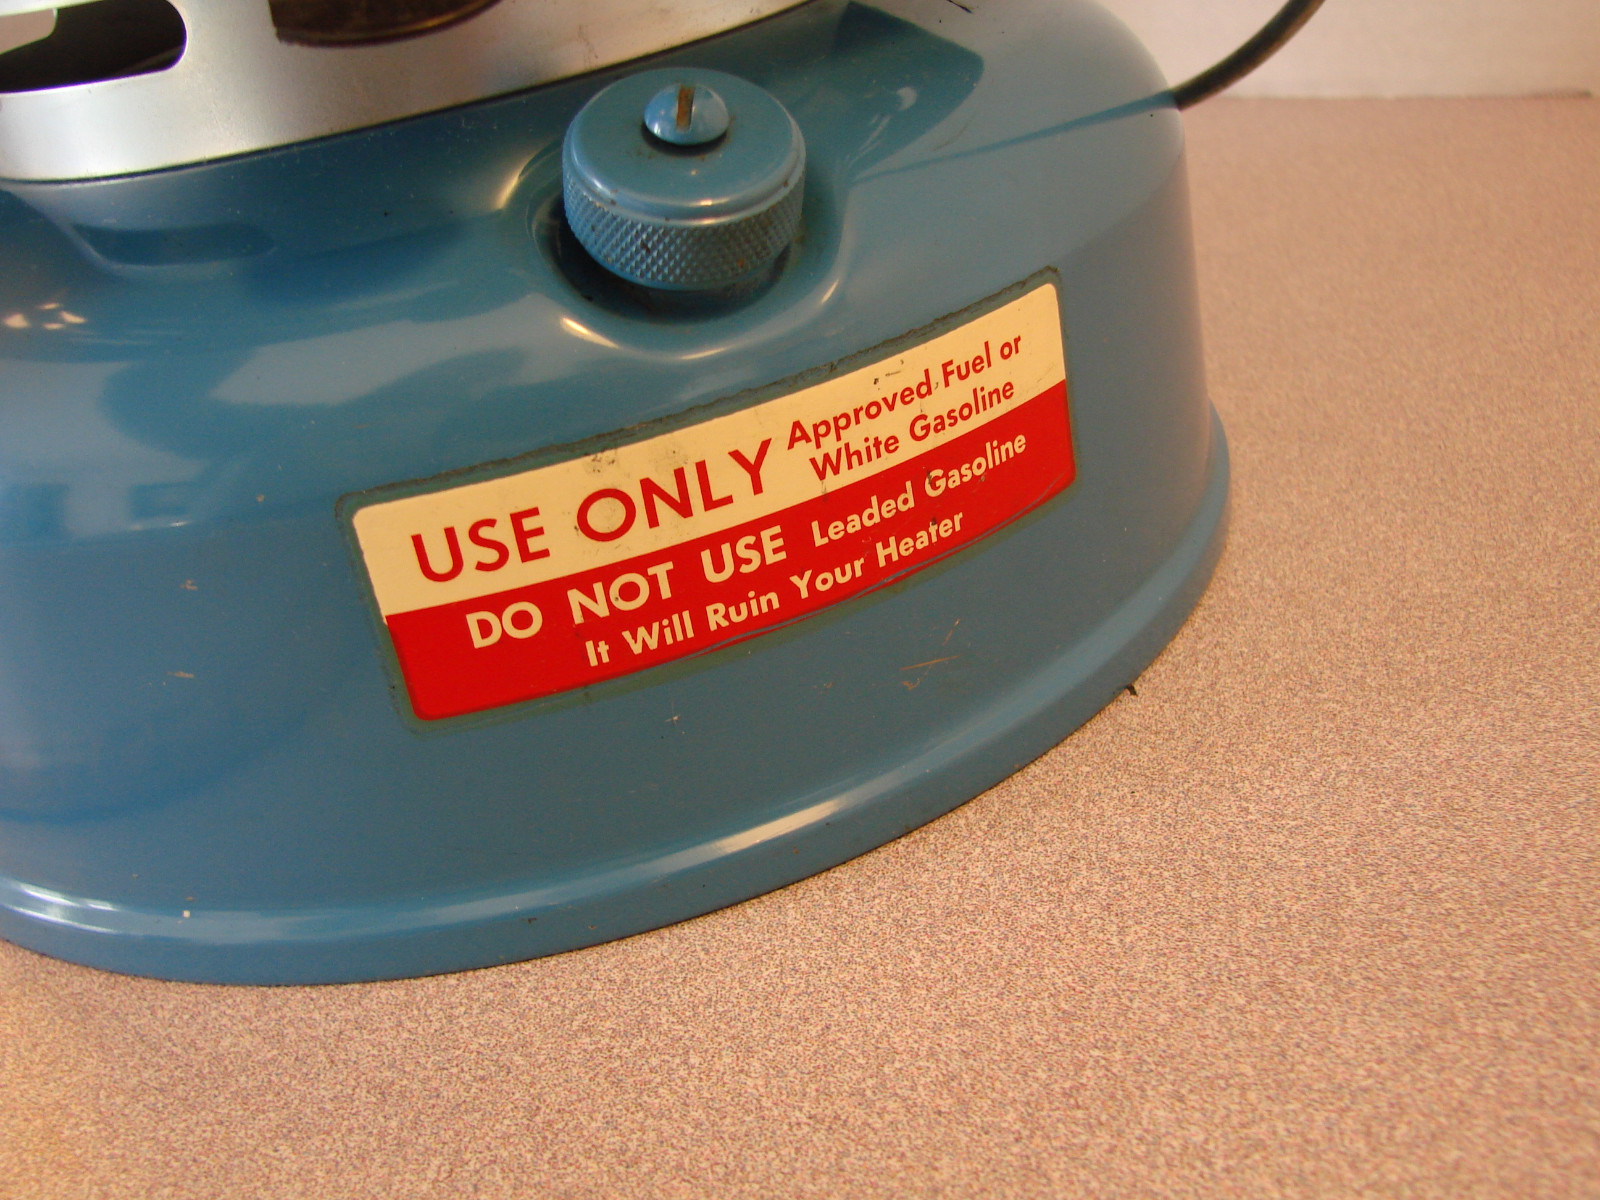 USE ONLY Approved Fuel or
White Gasoline
DO NOT USE Leaded Gasoline
It Will Ruin Your Heater